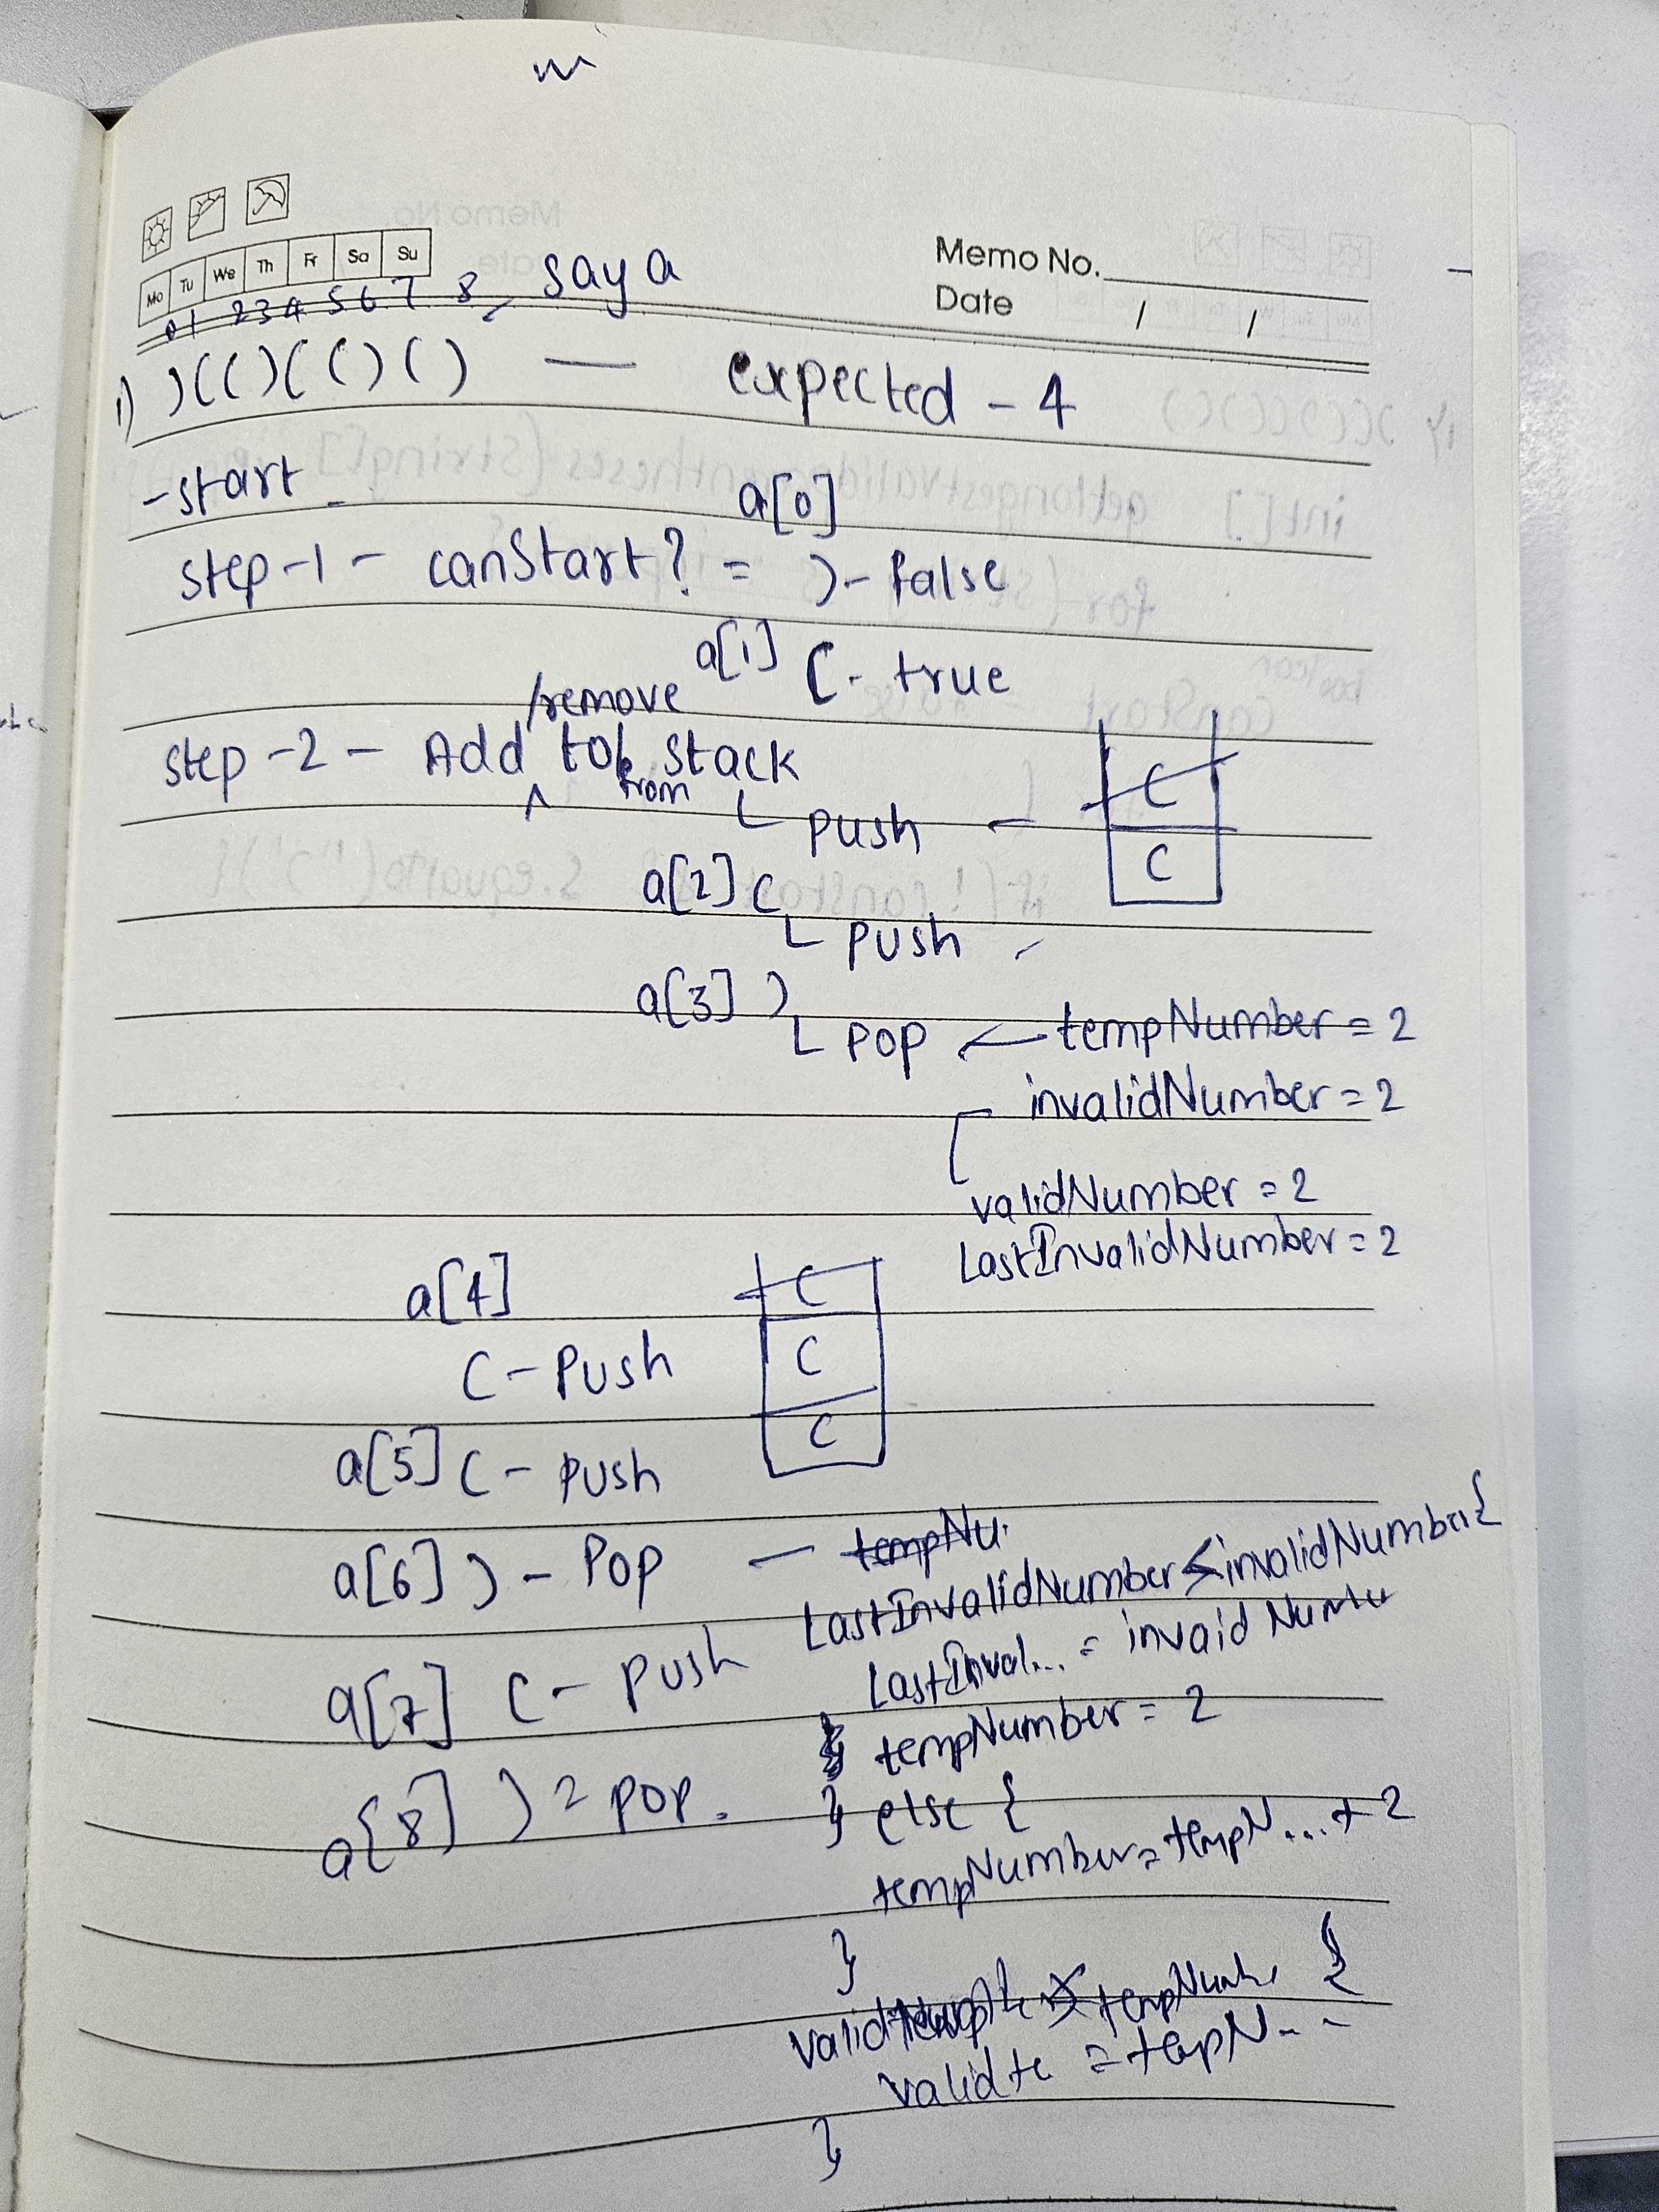 Mo Tu We Th Fr Sa Su
Memo No.
Date / /
0 1 2 3 4 5 6 7 8 say a
1) )(()(()() — expected - 4
- start -
a[0]
step - 1 - canStart? = ) - false
a[1] ( - true
/remove
step - 2 - Add to stack
from
push
(
(
a[2] (
push
a[3] )
pop tempNumber = 2
invalidNumber = 2
validNumber = 2
LastInvalidNumber = 2
a[4]
( - push
(
(
(
a[5] ( - push
a[6] ) - pop — tempNu.
LastInvalidNumber < invalidNumber {
LastInval... = invaid Numbe
a[7] ( - push
tempNumber = 2
a[8] ) = pop.
} else {
tempNumber = tempN... + 2
}
tempNum {
validte = tempN...
}